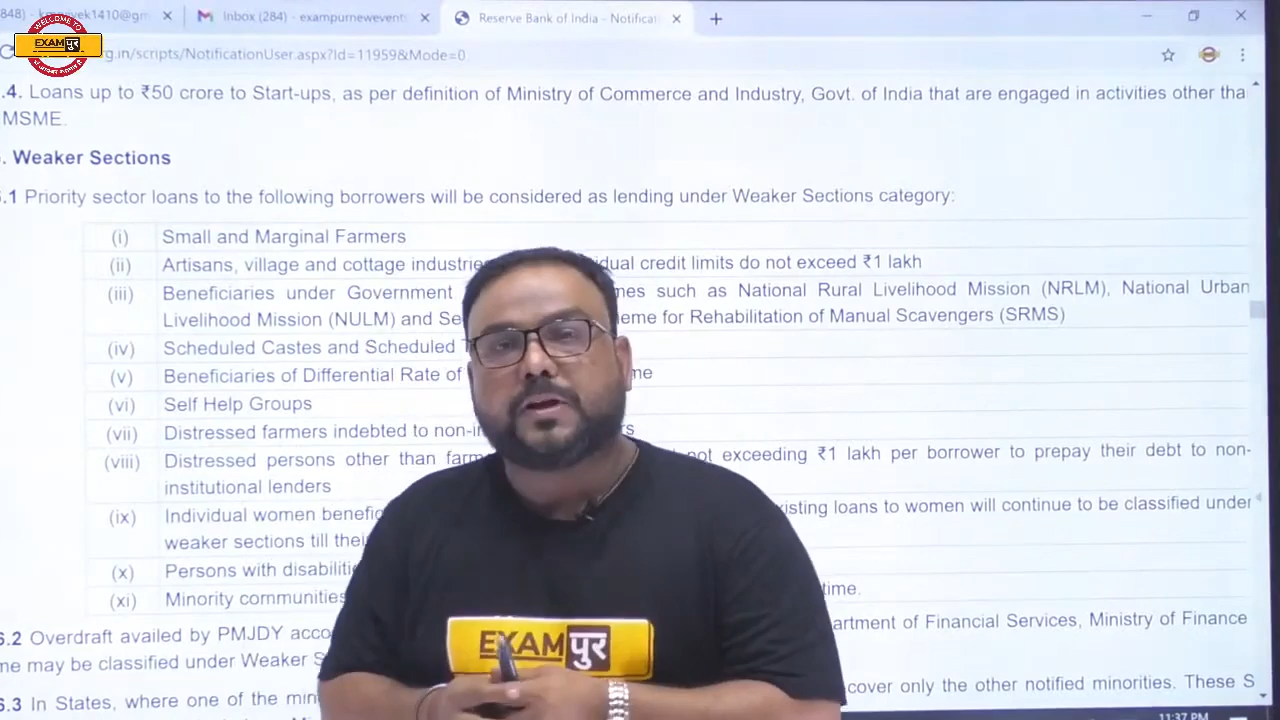 848) - kmpivek1410@gm
Inbox (284) - exampurnewevent
Reserve Bank of India - Notificat
WELCOME TO
EXAMपुर
rg.in/scripts/NotificationUser.aspx?Id=11959&Mode=0
.4. Loans up to ₹50 crore to Start-ups, as per definition of Ministry of Commerce and Industry, Govt. of India that are engaged in activities other tha
MSME.
. Weaker Sections
.1 Priority sector loans to the following borrowers will be considered as lending under Weaker Sections category:
(i) Small and Marginal Farmers
(ii) Artisans, village and cottage industrie dual credit limits do not exceed ₹1 lakh
(iii) Beneficiaries under Government mes such as National Rural Livelihood Mission (NRLM), National Urban
Livelihood Mission (NULM) and Se heme for Rehabilitation of Manual Scavengers (SRMS)
(iv) Scheduled Castes and Scheduled T
(v) Beneficiaries of Differential Rate of me
(vi) Self Help Groups
(vii) Distressed farmers indebted to non-in rs
(viii) Distressed persons other than farm not exceeding ₹1 lakh per borrower to prepay their debt to non-
institutional lenders
(ix) Individual women benefic xisting loans to women will continue to be classified under
weaker sections till thei
(x) Persons with disabiliti
(xi) Minority communities time.
6.2 Overdraft availed by PMJDY acco artment of Financial Services, Ministry of Finance
me may be classified under Weaker S
6.3 In States, where one of the min cover only the other notified minorities. These S
EXAMपुर
11:37 PM